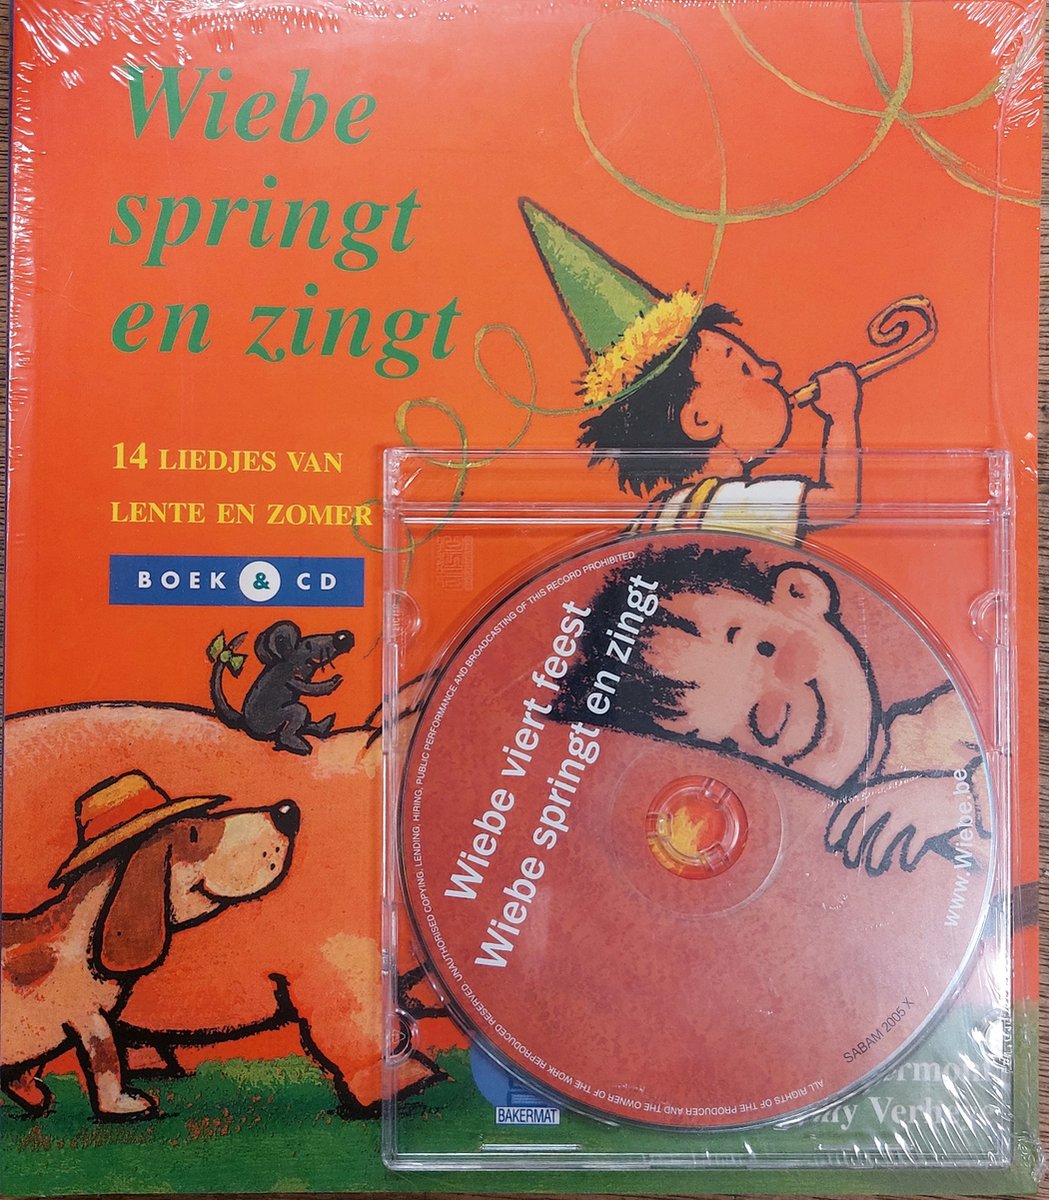 Wiebe
springt
en zingt
14 LIEDJES VAN
LENTE EN ZOMER
BOEK & CD
Wiebe viert feest
Wiebe springt en zingt
www.Wiebe.be
SABAM 2005 X
ALL RIGHTS OF THE PRODUCER AND THE OWNER OF THE WORK REPRODUCED RESERVED UNAUTHORISED COPYING, LENDING, HIRING, PUBLIC PERFORMANCE AND BROADCASTING OF THIS RECORD PROHIBITED
BAKERMAT